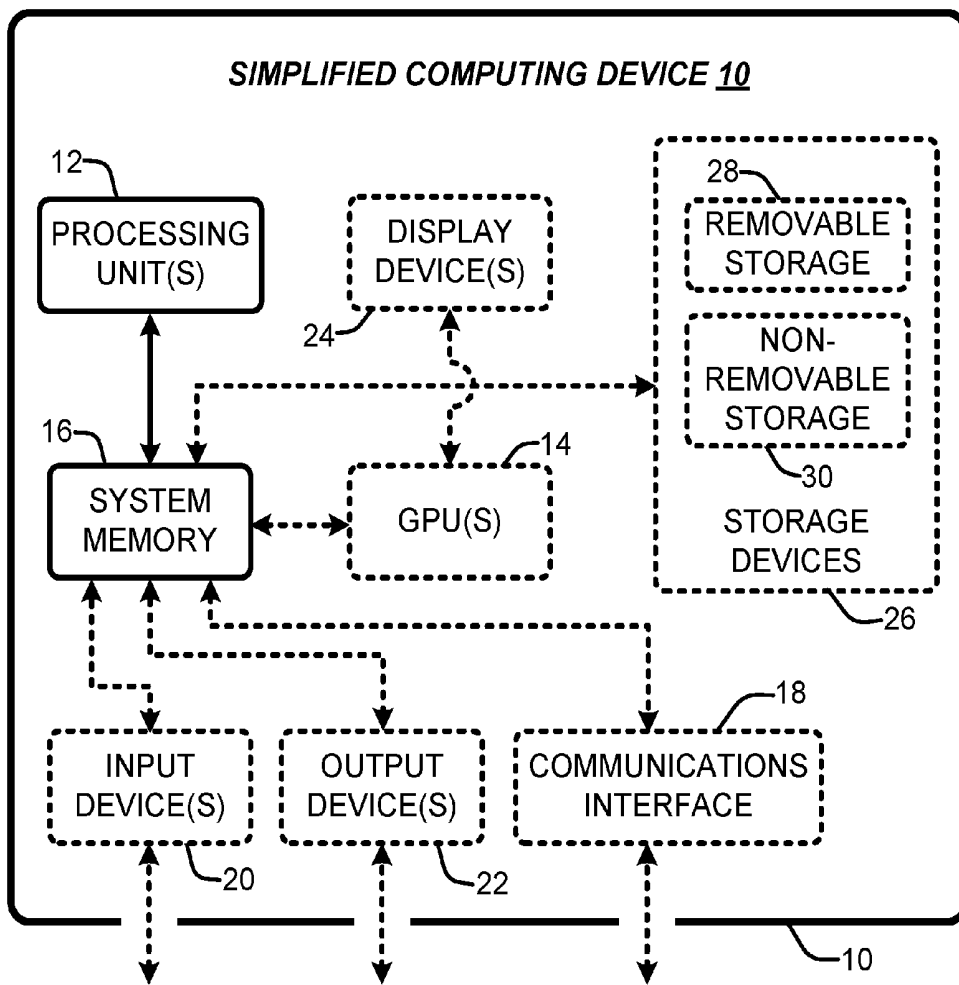 SIMPLIFIED COMPUTING DEVICE 10
12
PROCESSING
UNIT(S)
DISPLAY
DEVICE(S)
24
28
REMOVABLE
STORAGE
NON-
REMOVABLE
STORAGE
30
STORAGE
DEVICES
26
16
SYSTEM
MEMORY
14
GPU(S)
18
INPUT
DEVICE(S)
20
OUTPUT
DEVICE(S)
22
COMMUNICATIONS
INTERFACE
10